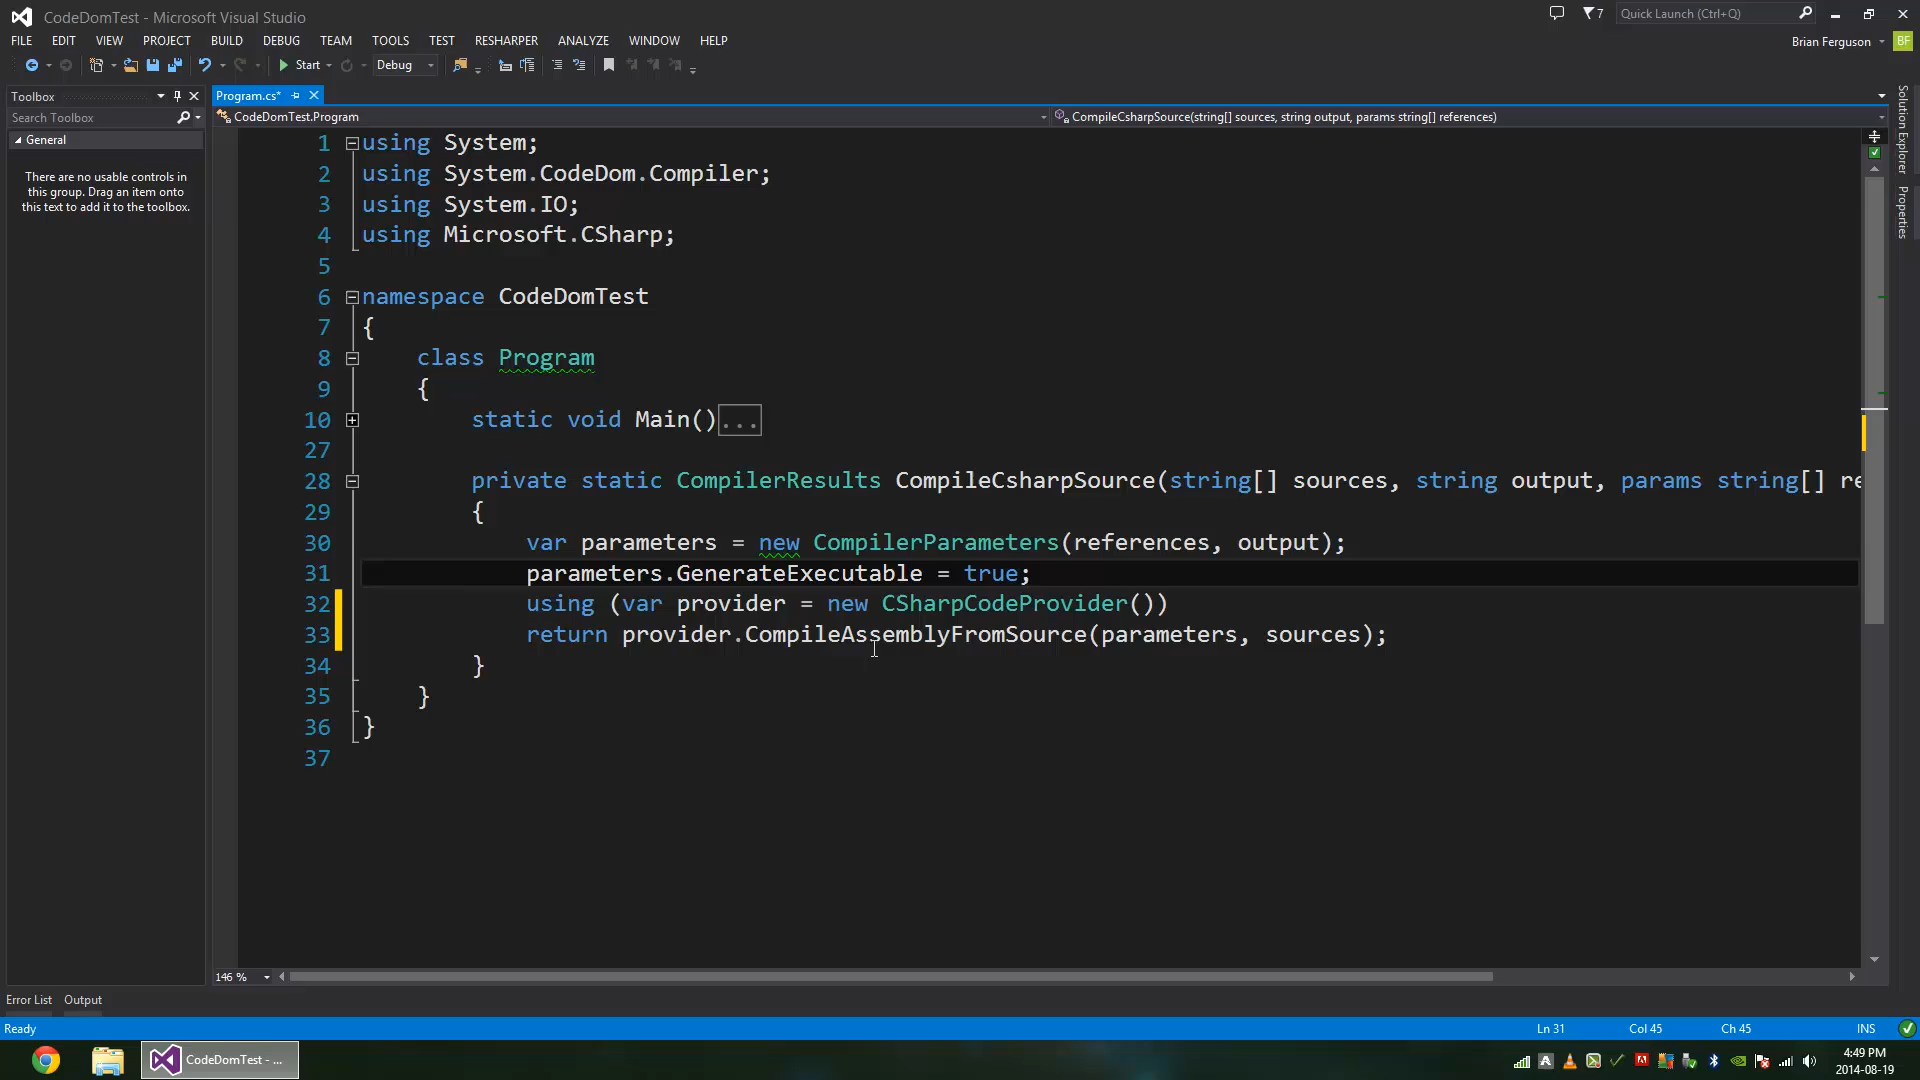 CodeDomTest - Microsoft Visual Studio
7
Quick Launch (Ctrl+Q)
FILE EDIT VIEW PROJECT BUILD DEBUG TEAM TOOLS TEST RESHARPER ANALYZE WINDOW HELP
Brian Ferguson BF
Start Debug
Toolbox
Search Toolbox
General
There are no usable controls in
this group. Drag an item onto
this text to add it to the toolbox.
Program.cs*
CodeDomTest.Program
CompileCsharpSource(string[] sources, string output, params string[] references)
1 using System;
2 using System.CodeDom.Compiler;
3 using System.IO;
4 using Microsoft.CSharp;
5
6 namespace CodeDomTest
7 {
8 class Program
9 {
10 static void Main()...
27
28 private static CompilerResults CompileCsharpSource(string[] sources, string output, params string[] re
29 {
30 var parameters = new CompilerParameters(references, output);
31 parameters.GenerateExecutable = true;
32 using (var provider = new CSharpCodeProvider())
33 return provider.CompileAssemblyFromSource(parameters, sources);
34 }
35 }
36 }
37
Solution Explorer
Properties
146 %
Error List Output
Ready
Ln 31 Col 45 Ch 45 INS
CodeDomTest - ...
4:49 PM
2014-08-19